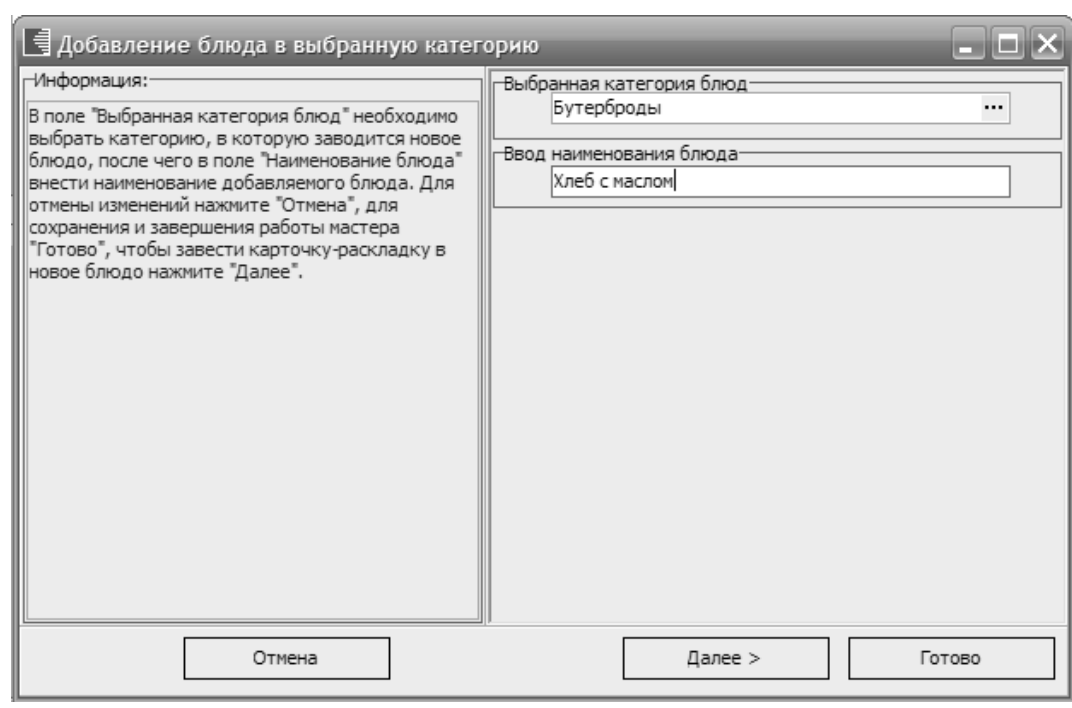 Добавление блюда в выбранную категорию
Информация:
В поле "Выбранная категория блюд" необходимо
выбрать категорию, в которую заводится новое
блюдо, после чего в поле "Наименование блюда"
внести наименование добавляемого блюда. Для
отмены изменений нажмите "Отмена", для
сохранения и завершения работы мастера
"Готово", чтобы завести карточку-раскладку в
новое блюдо нажмите "Далее".
Выбранная категория блюд
Бутерброды ...
Ввод наименования блюда
Хлеб с маслом
Отмена
Далее >
Готово